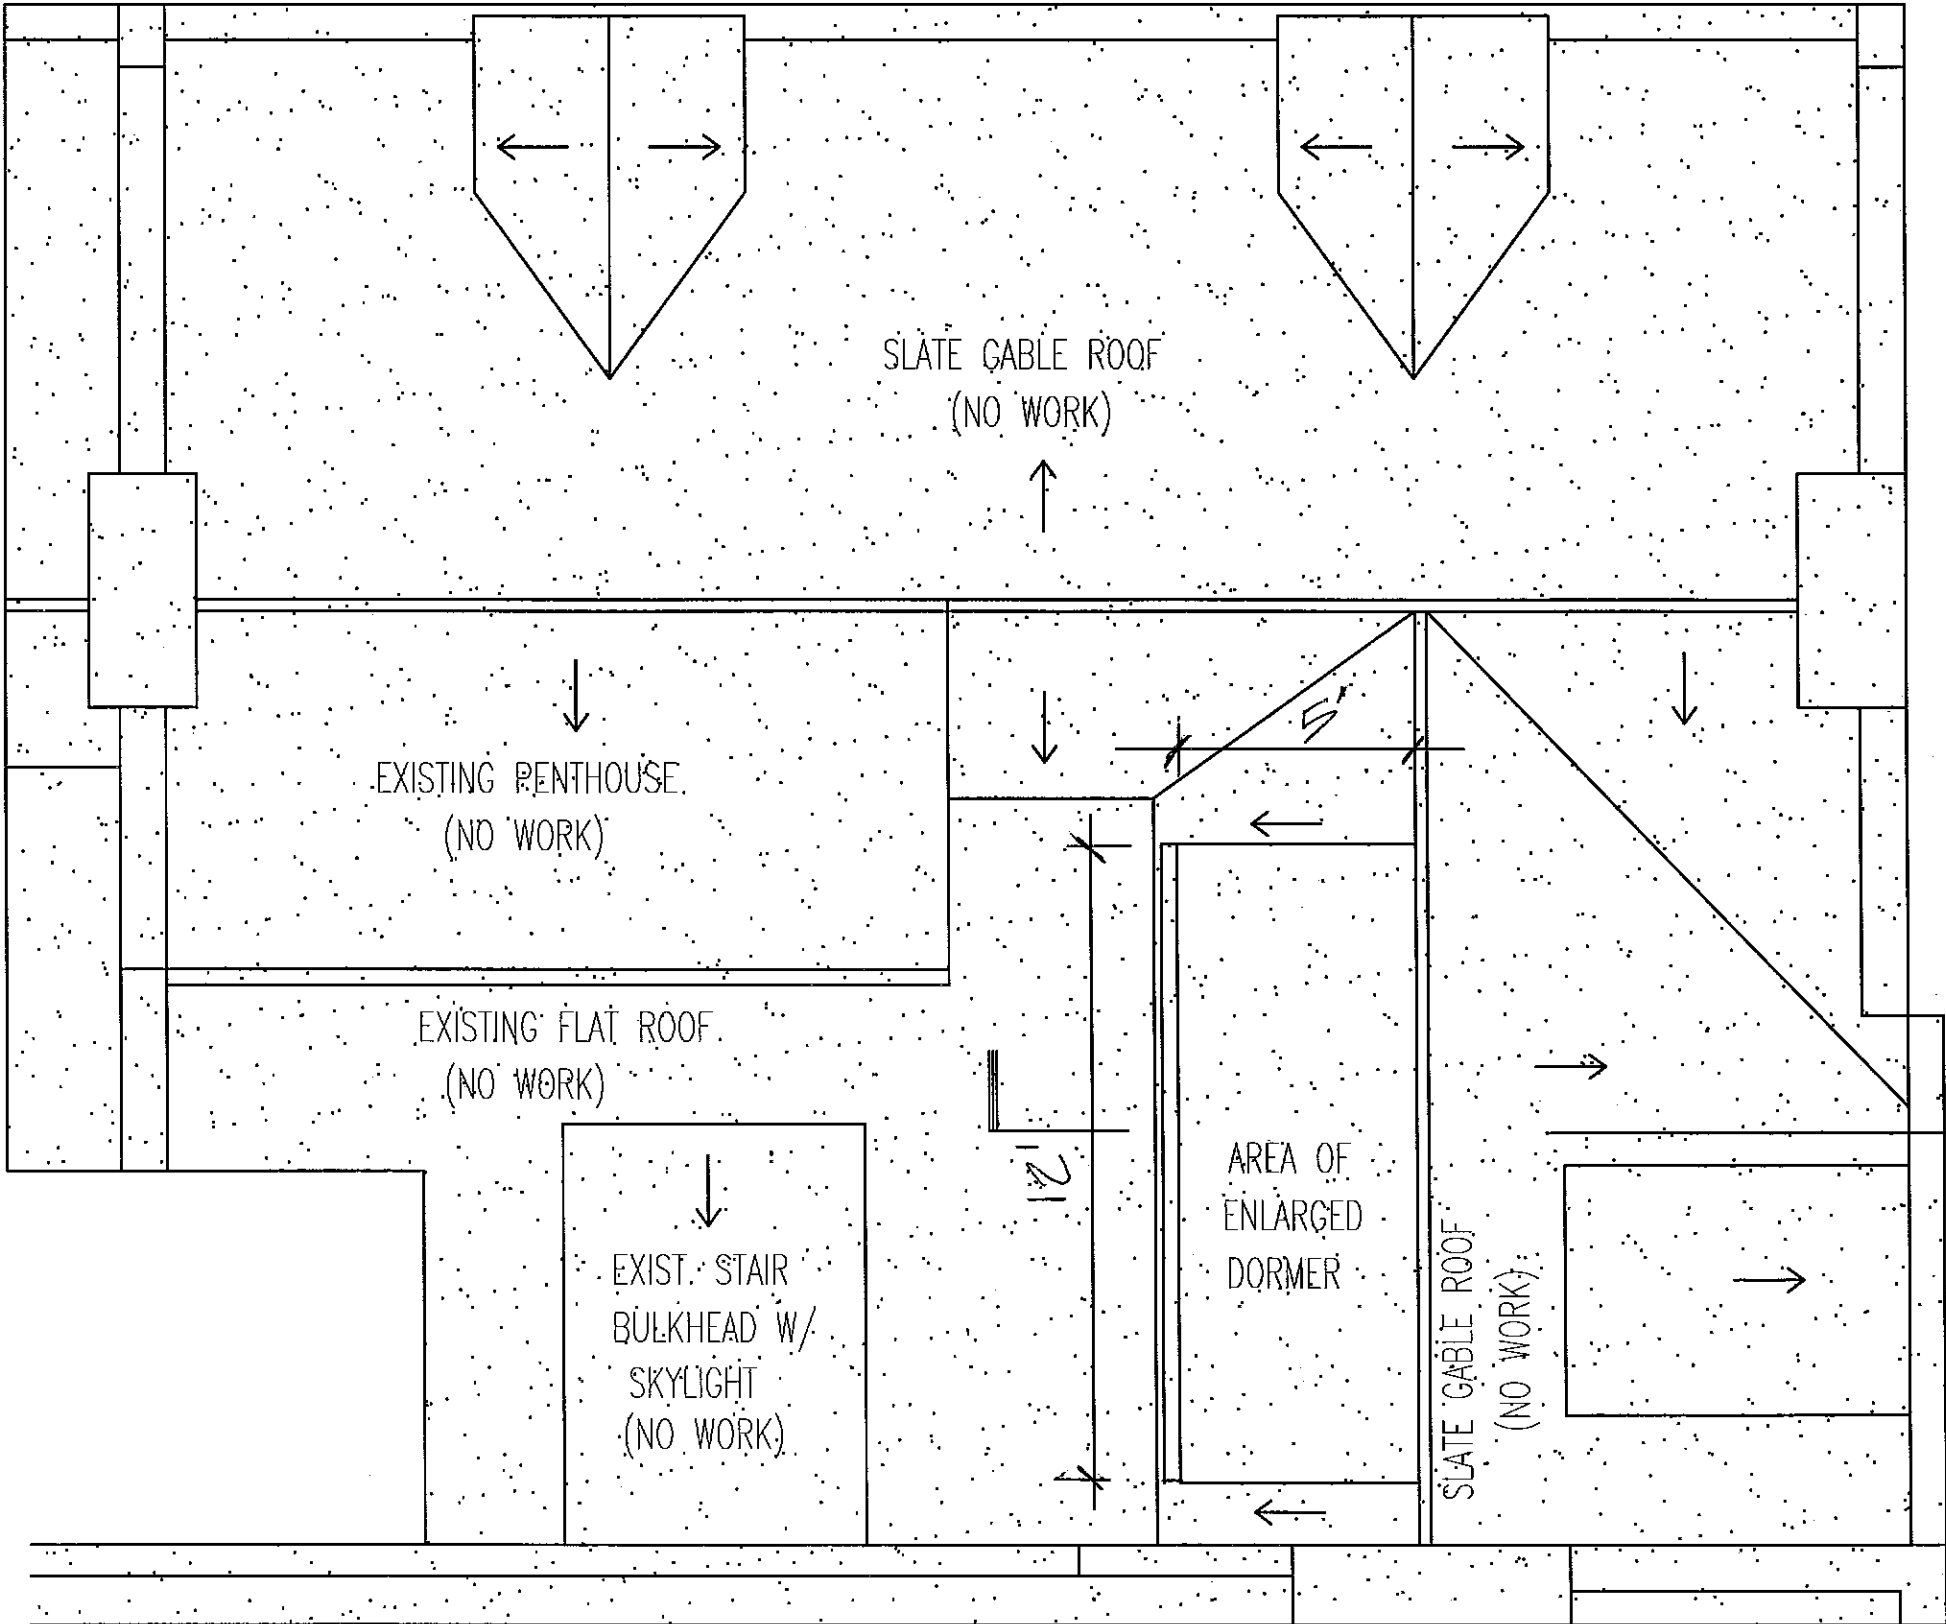 SLATE GABLE ROOF
(NO WORK)
5'
EXISTING PENTHOUSE
(NO WORK)
EXISTING FLAT ROOF
(NO WORK)
12'
AREA OF
ENLARGED
DORMER
EXIST. STAIR
BULKHEAD W/
SKYLIGHT
(NO WORK)
SLATE GABLE ROOF
(NO WORK)